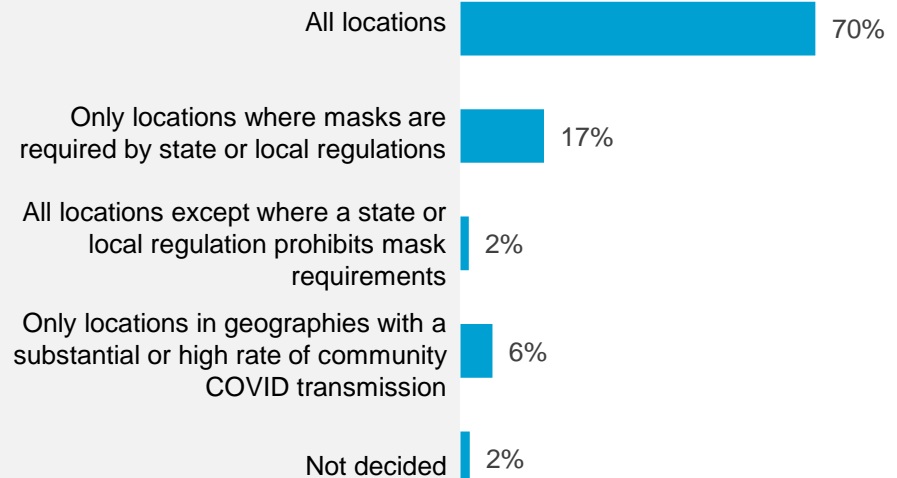 All locations
70%
Only locations where masks are
required by state or local regulations
17%
All locations except where a state or
local regulation prohibits mask
requirements
2%
Only locations in geographies with a
substantial or high rate of community
COVID transmission
6%
Not decided
2%